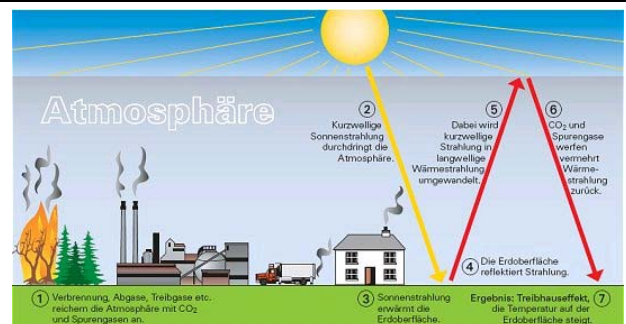 Atmosphäre
① Verbrennung, Abgase, Treibgase etc.
reichern die Atmosphäre mit CO₂
und Spurengasen an.
②
Kurzwellige
Sonnenstrahlung
durchdringt die
Atmosphäre.
③ Sonnenstrahlung
erwärmt die
Erdoberfläche.
④ Die Erdoberfläche
reflektiert Strahlung.
⑤
Dabei wird
kurzwellige
Strahlung in
langwellige
Wärmestrahlung
umgewandelt.
⑥
CO₂ und
Spurengase
werfen
vermehrt
Wärme-
strahlung
zurück.
Ergebnis: Treibhauseffekt, ⑦
die Temperatur auf der
Erdoberfläche steigt.